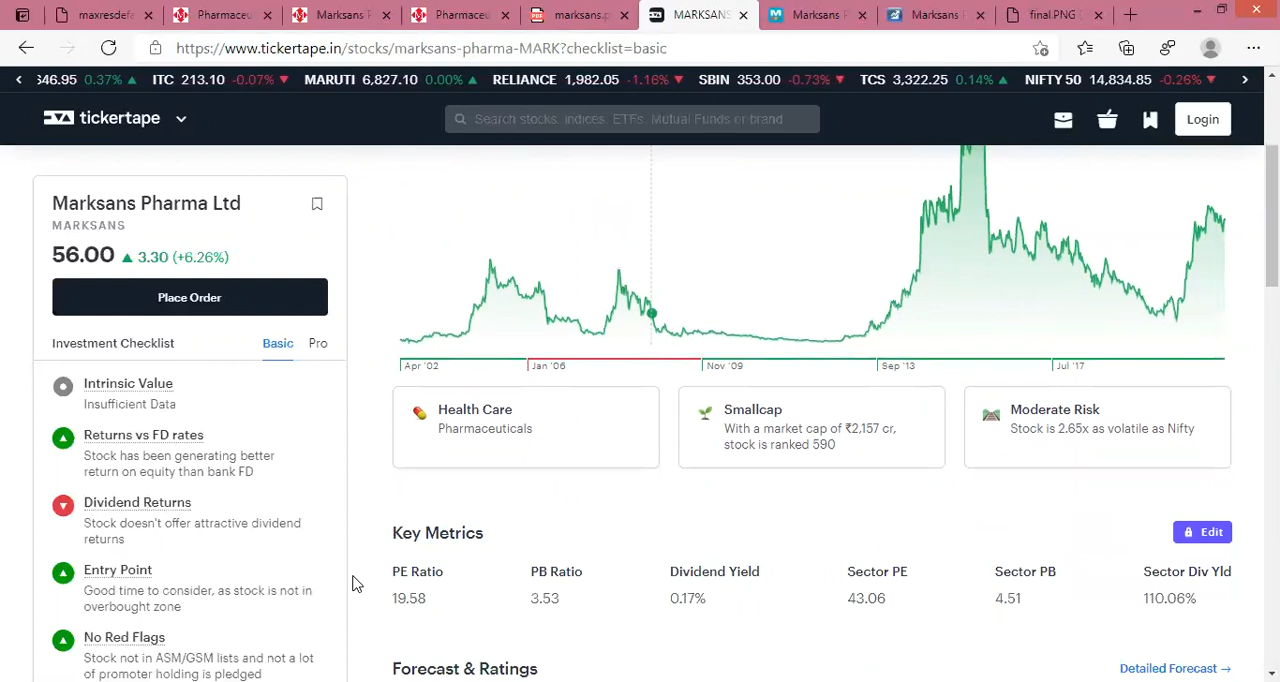 maxresdefa
Pharmaceut
Marksans P
Pharmaceut
marksans.p
MARKSANS
Marksans P
Marksans P
final.PNG (
https://www.tickertape.in/stocks/marksans-pharma-MARK?checklist=basic
646.95 0.37% ▲ ITC 213.10 -0.07% ▼ MARUTI 6,827.10 0.00% ▲ RELIANCE 1,982.05 -1.16% ▼ SBIN 353.00 -0.73% ▼ TCS 3,322.25 0.14% ▲ NIFTY 50 14,834.85 -0.26% ▼
tickertape
Search stocks, indices, ETFs, Mutual Funds or brand
Login
Marksans Pharma Ltd
MARKSANS
56.00 ▲ 3.30 (+6.26%)
Place Order
Investment Checklist Basic Pro
Intrinsic Value
Insufficient Data
Returns vs FD rates
Stock has been generating better
return on equity than bank FD
Dividend Returns
Stock doesn't offer attractive dividend
returns
Entry Point
Good time to consider, as stock is not in
overbought zone
No Red Flags
Stock not in ASM/GSM lists and not a lot
of promoter holding is pledged
Apr '02 Jan '06 Nov '09 Sep '13 Jul '17
Health Care
Pharmaceuticals
Smallcap
With a market cap of ₹2,157 cr,
stock is ranked 590
Moderate Risk
Stock is 2.65x as volatile as Nifty
Key Metrics
Edit
PE Ratio PB Ratio Dividend Yield Sector PE Sector PB Sector Div Yld
19.58 3.53 0.17% 43.06 4.51 110.06%
Forecast & Ratings
Detailed Forecast →